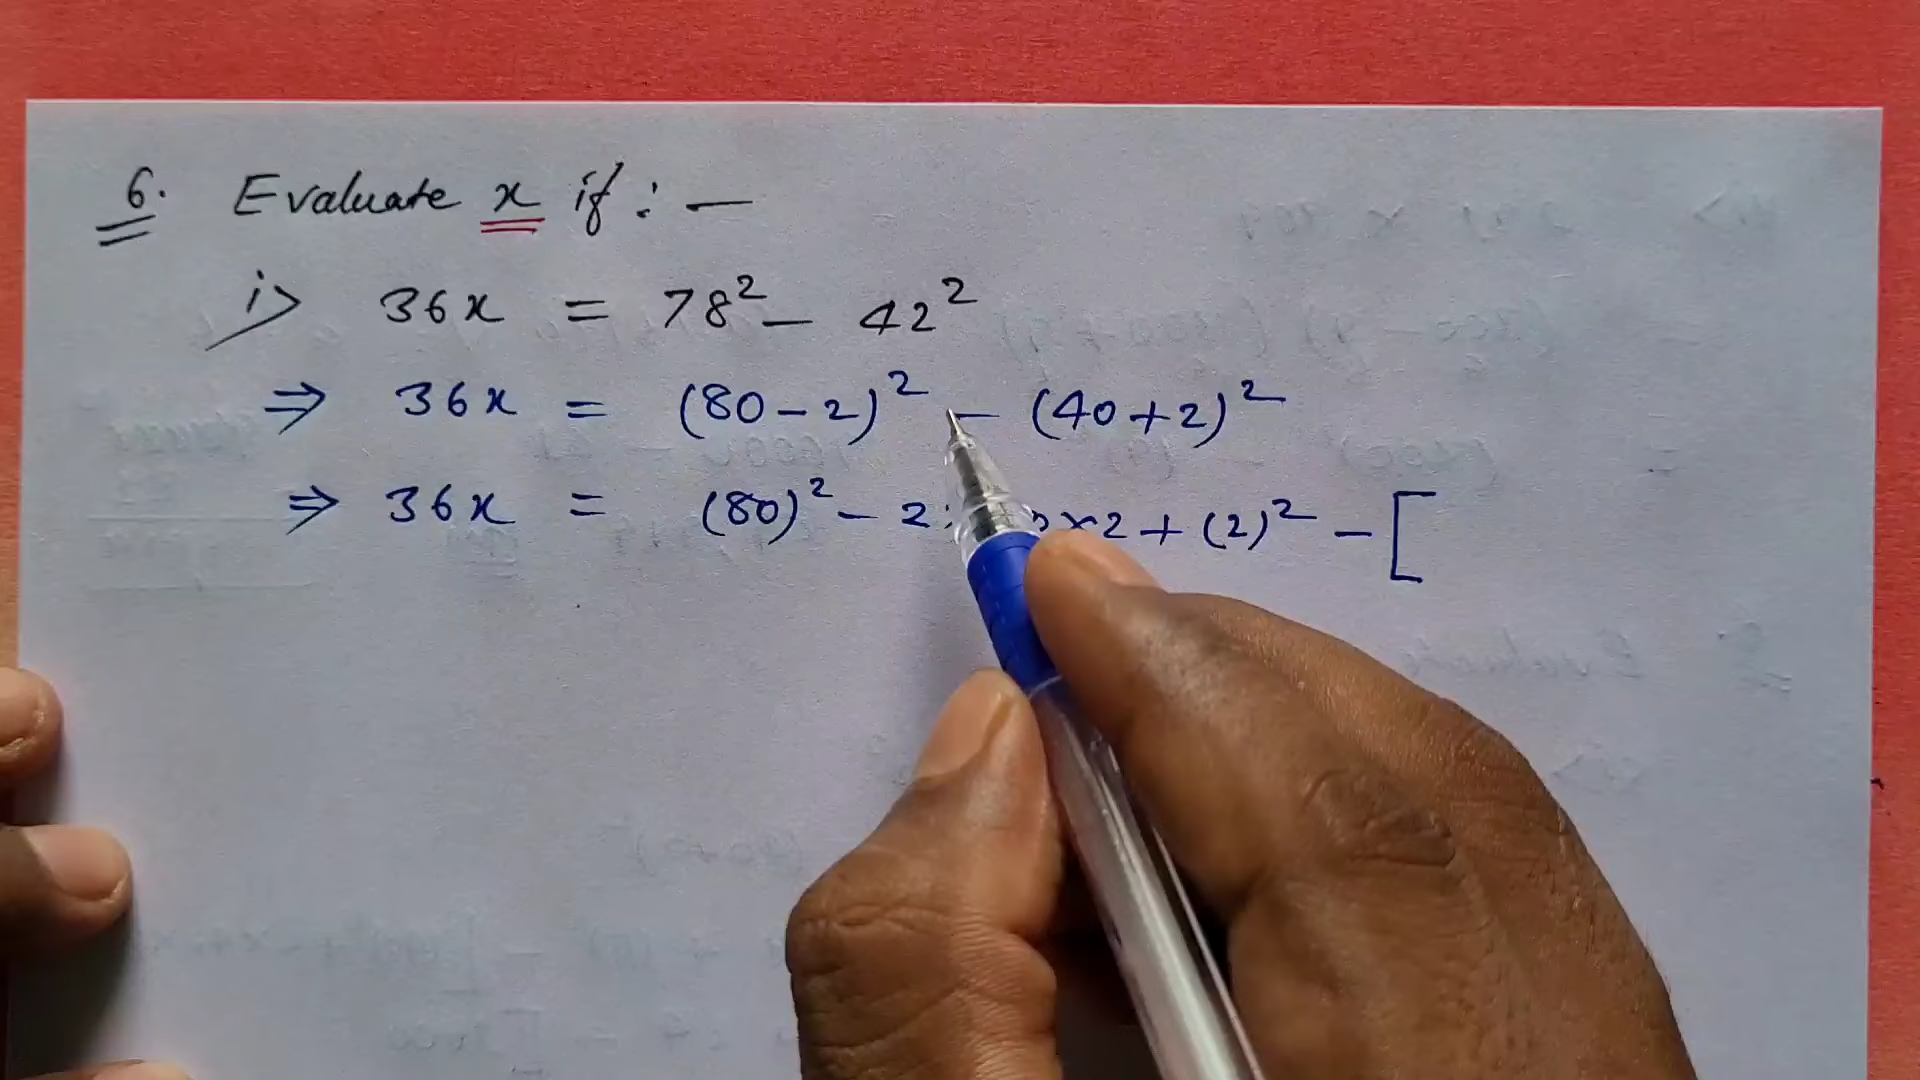 6. Evaluate x if : —
i> 36x = 78² - 42²
⇒ 36x = (80-2)² - (40+2)²
⇒ 36x = (80)² - 2 ×2 + (2)² - [